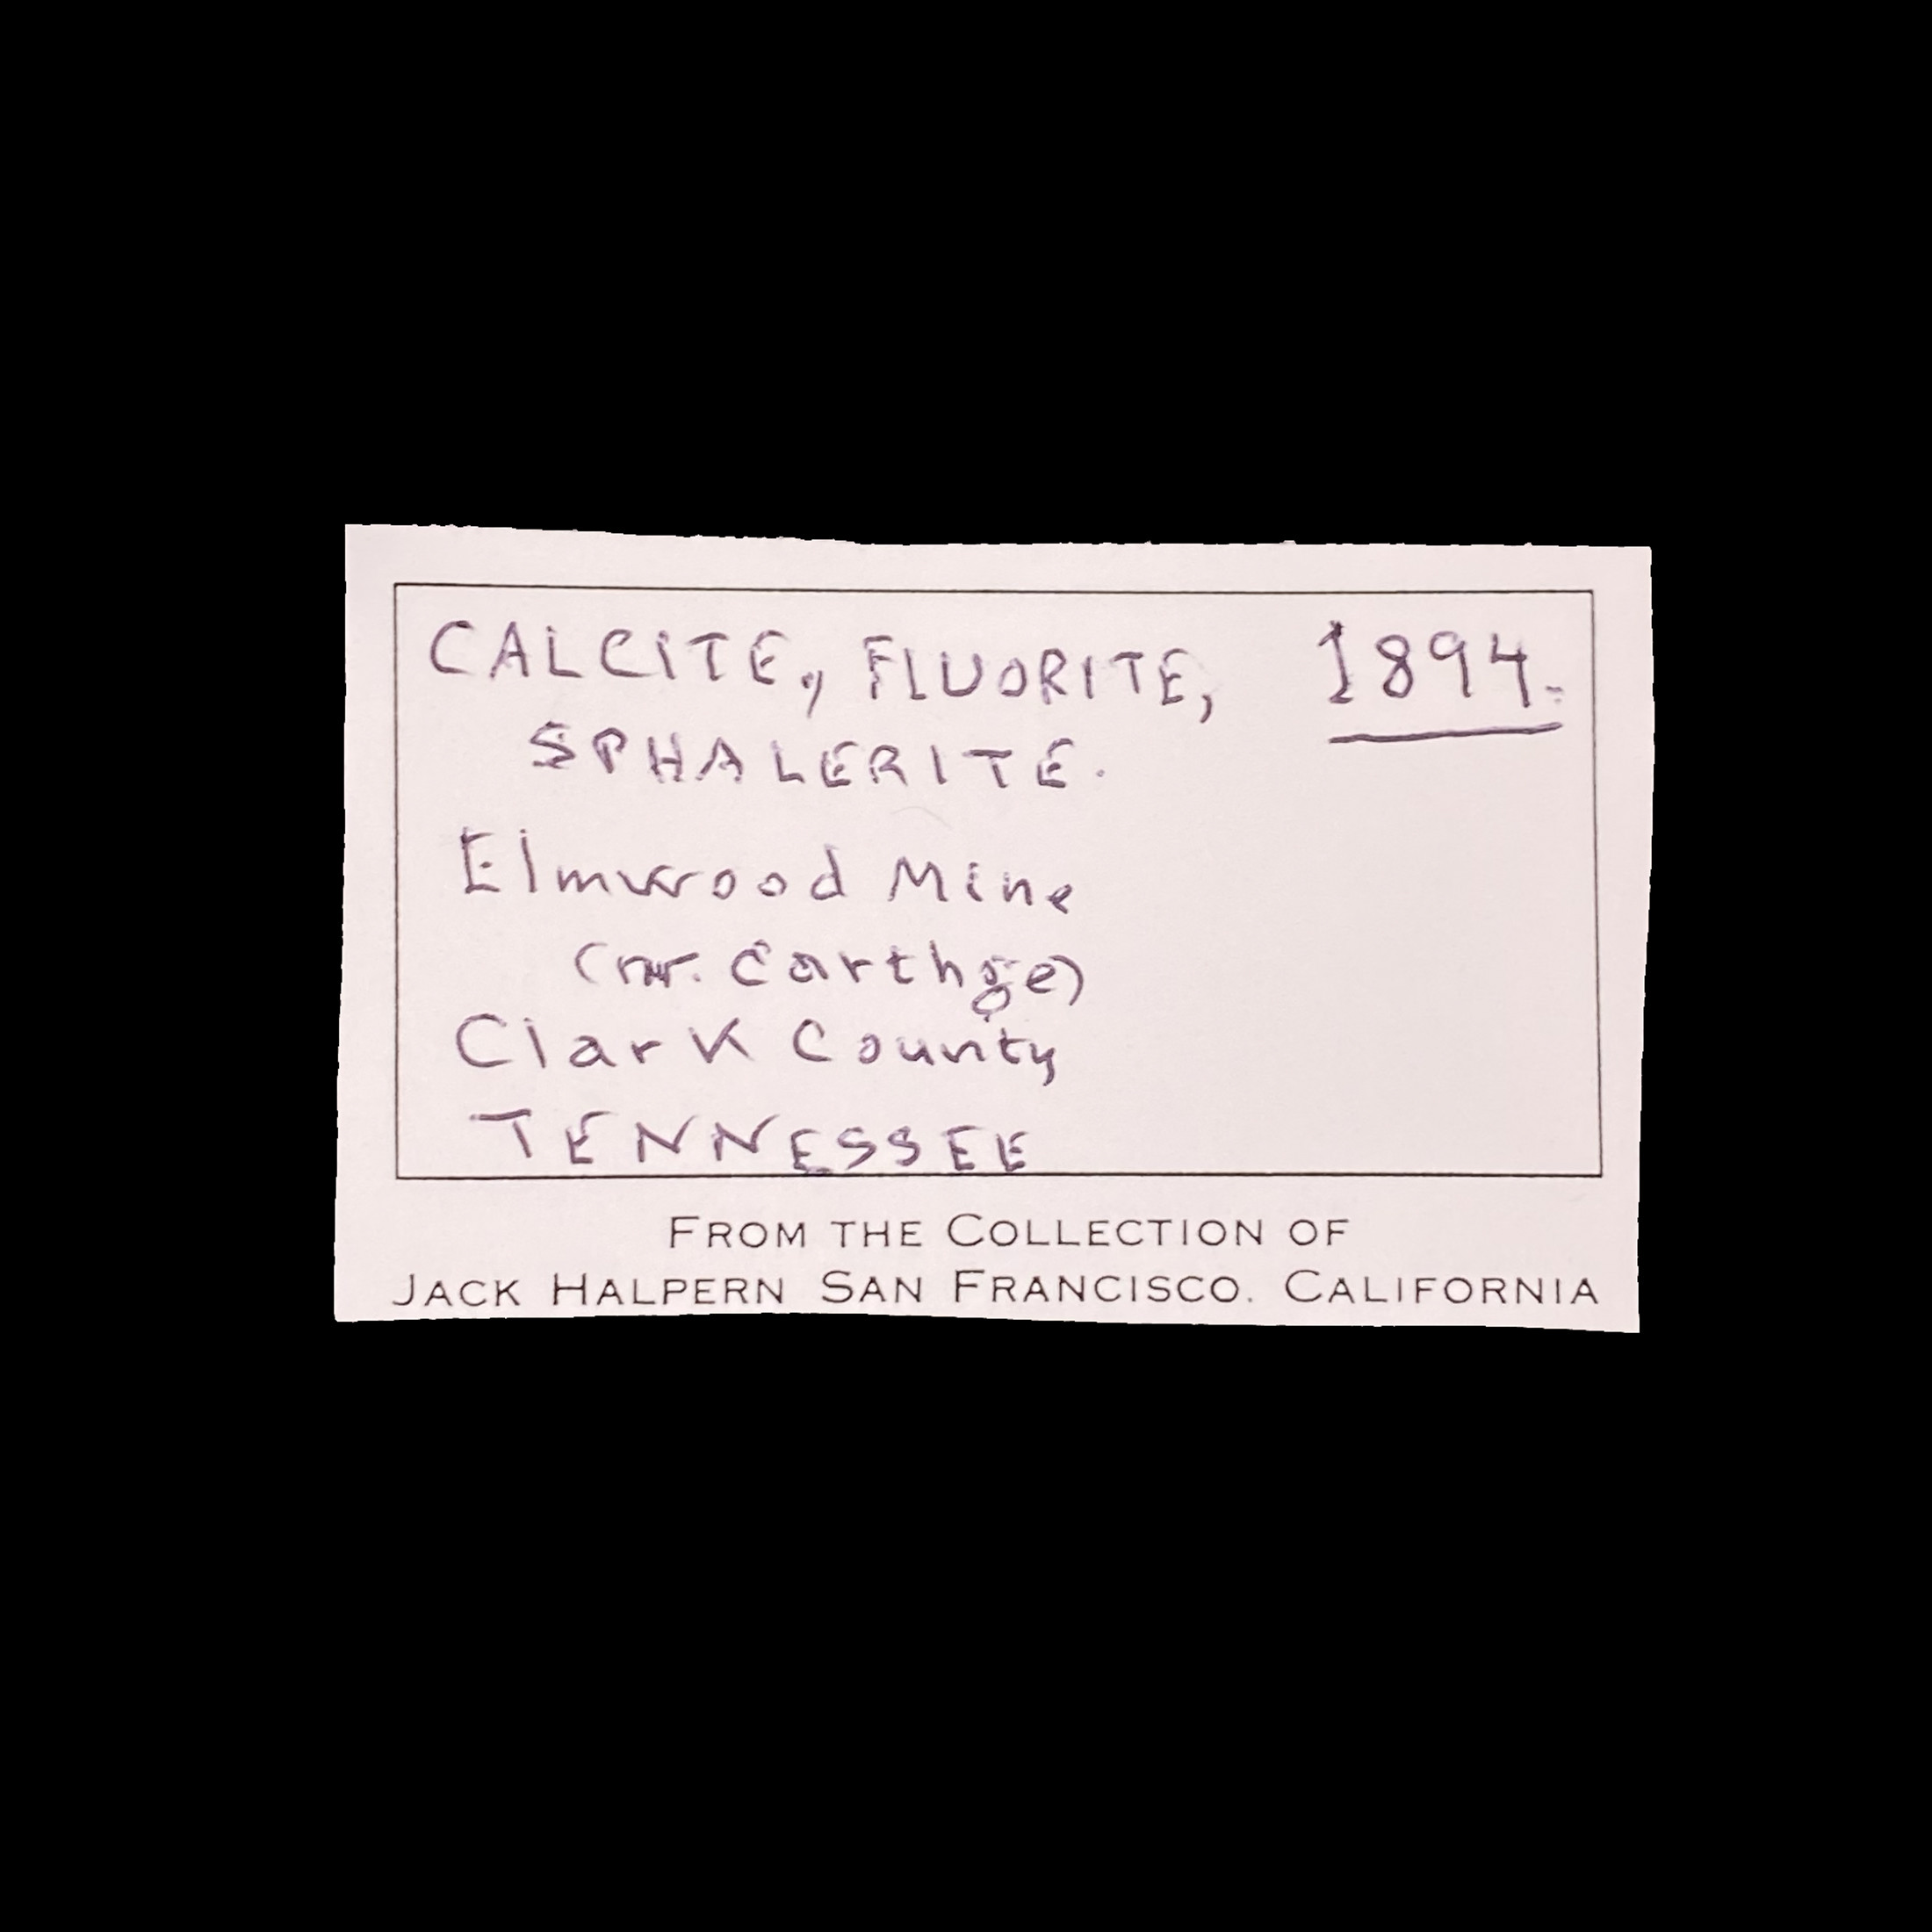 CALCITE, FLUORITE, 1894.
SPHALERITE.
Elmwood Mine
(nr. Carthge)
Clark County
TENNESSEE
FROM THE COLLECTION OF
JACK HALPERN SAN FRANCISCO. CALIFORNIA